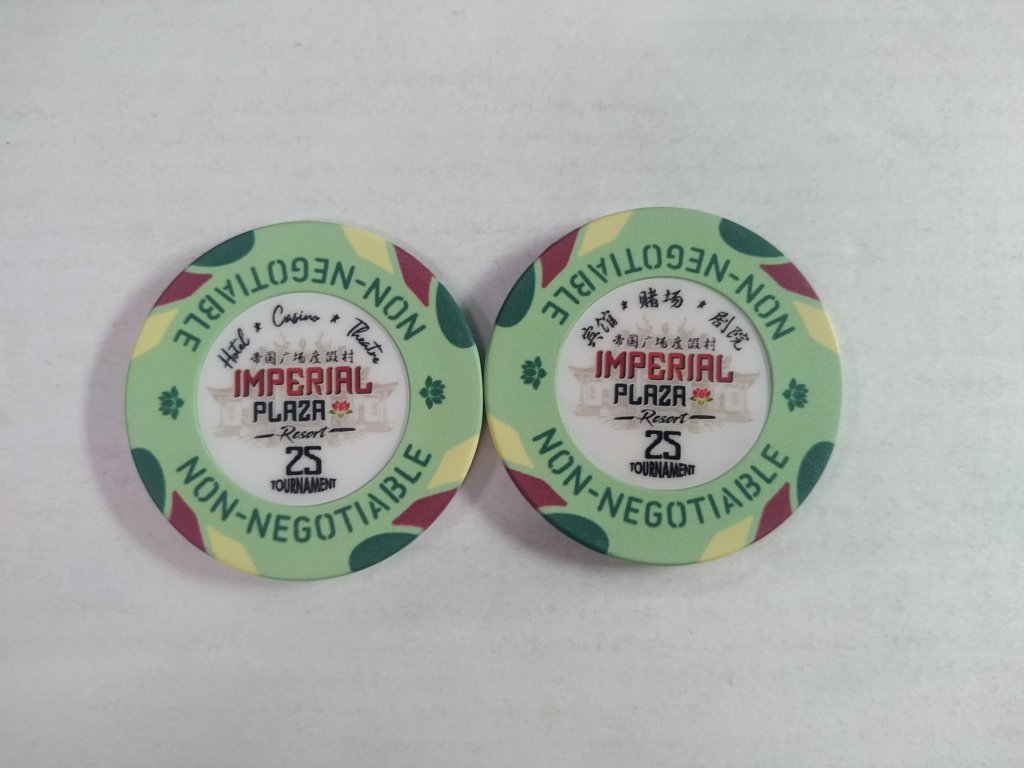 NON-NEGOTIABLE
Hotel ★ Casino ★ Theatre
帝国广场度假村
IMPERIAL
PLAZA
Resort
25
TOURNAMENT
NON-NEGOTIABLE
NON-NEGOTIABLE
宾馆 ★ 赌场 ★ 剧院
帝国广场度假村
IMPERIAL
PLAZA
Resort
25
TOURNAMENT
NON-NEGOTIABLE